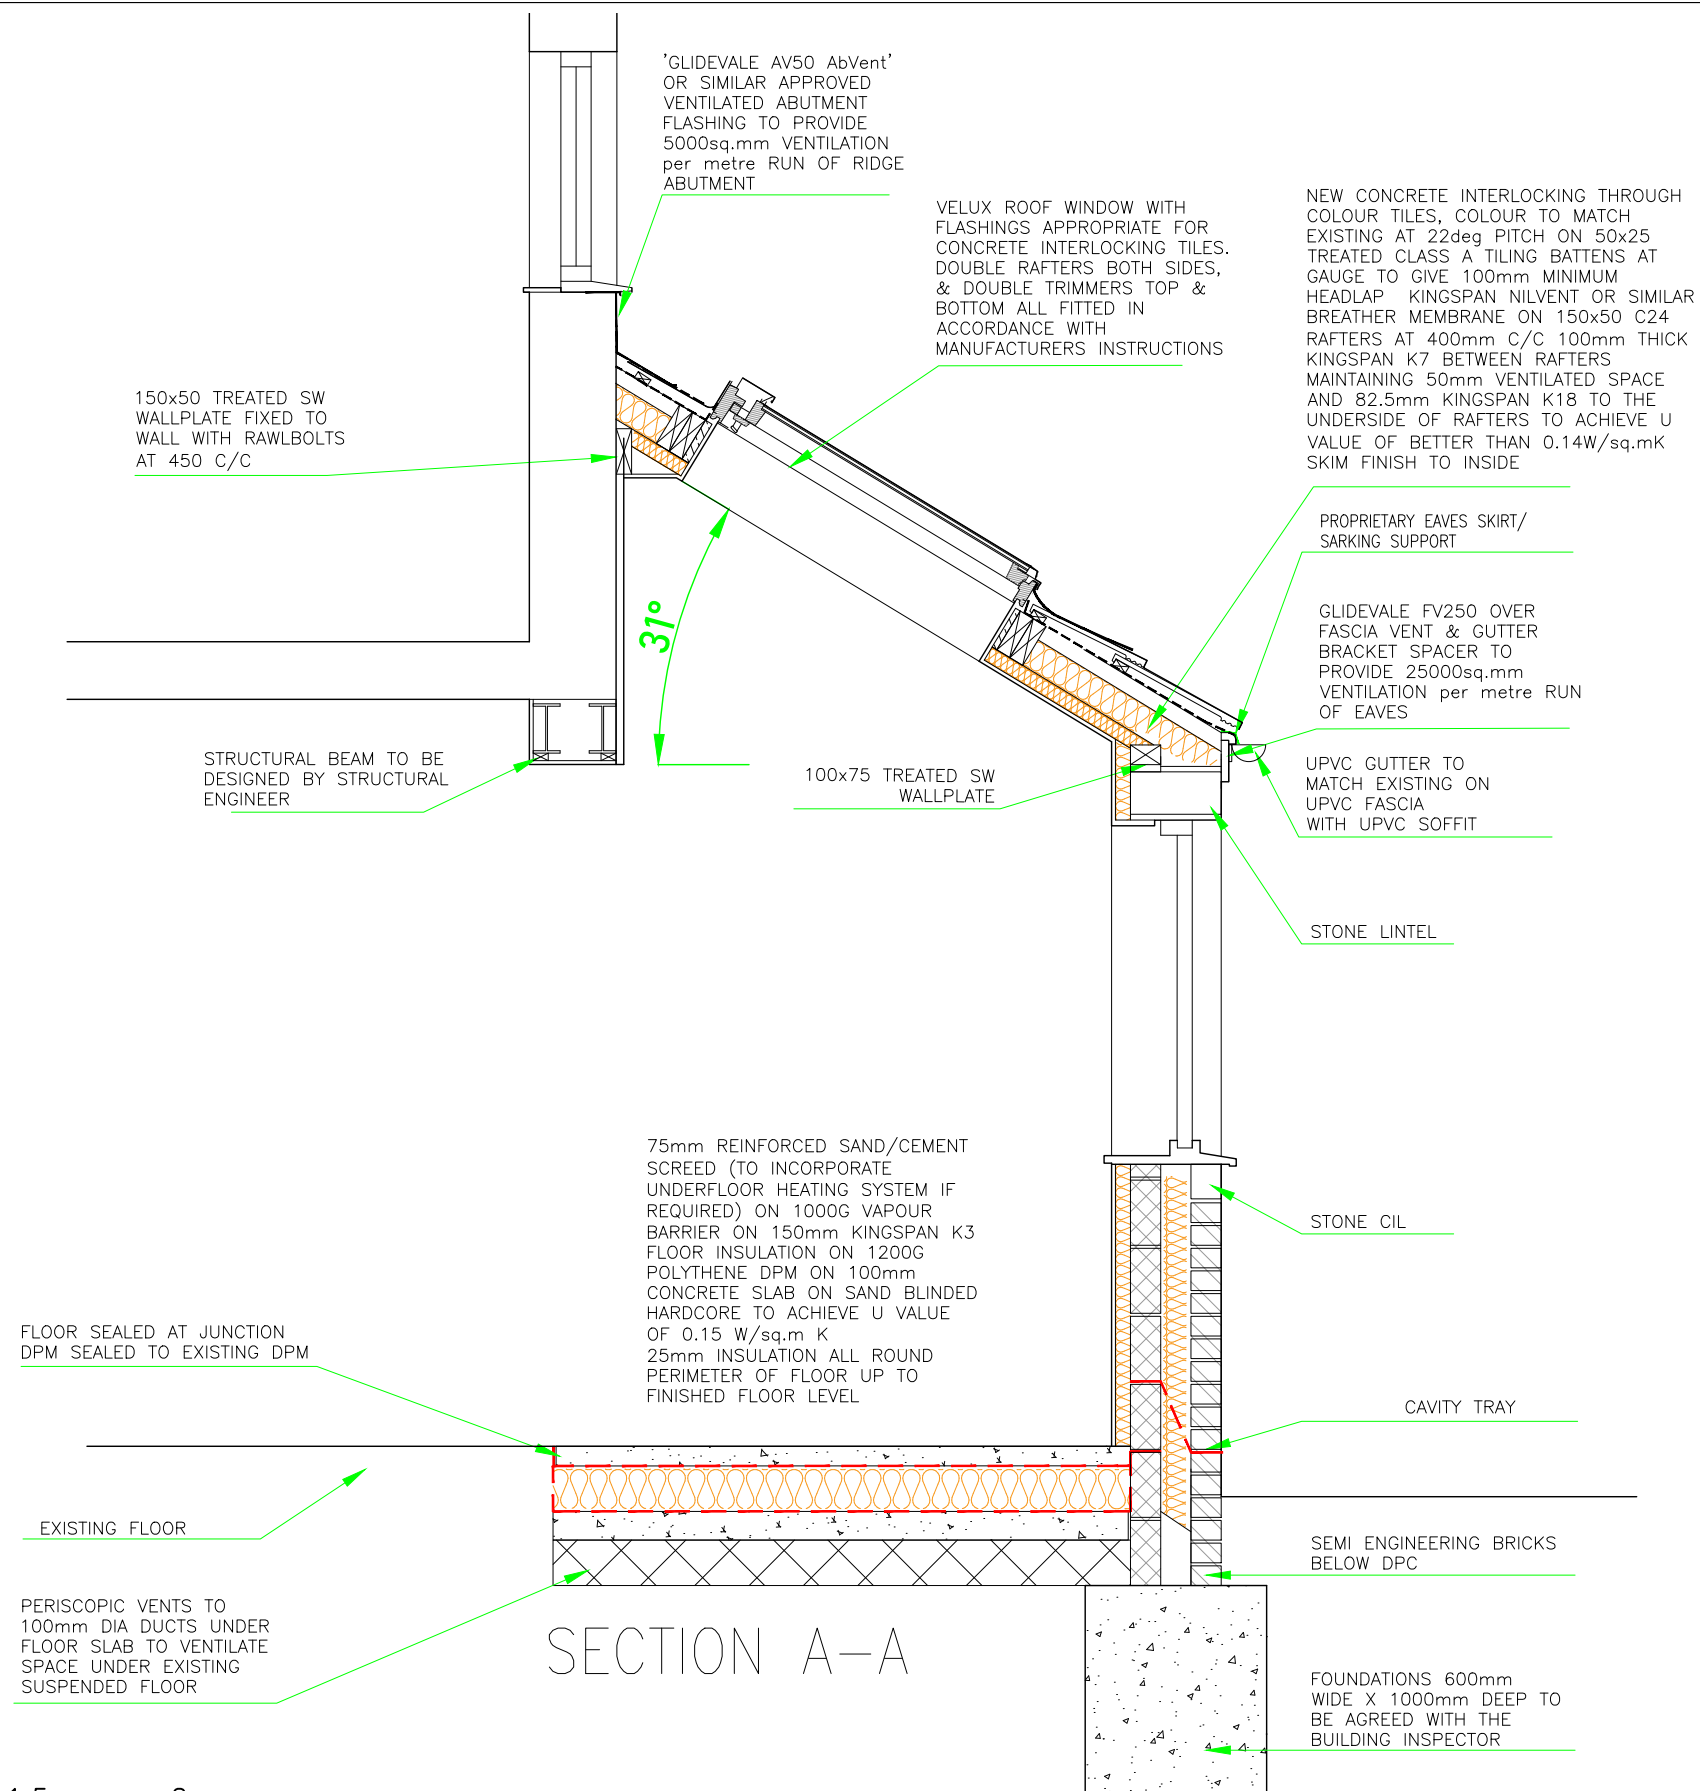 'GLIDEVALE AV50 AbVent'
OR SIMILAR APPROVED
VENTILATED ABUTMENT
FLASHING TO PROVIDE
5000sq.mm VENTILATION
per metre RUN OF RIDGE
ABUTMENT
VELUX ROOF WINDOW WITH
FLASHINGS APPROPRIATE FOR
CONCRETE INTERLOCKING TILES.
DOUBLE RAFTERS BOTH SIDES,
& DOUBLE TRIMMERS TOP &
BOTTOM ALL FITTED IN
ACCORDANCE WITH
MANUFACTURERS INSTRUCTIONS
NEW CONCRETE INTERLOCKING THROUGH
COLOUR TILES, COLOUR TO MATCH
EXISTING AT 22deg PITCH ON 50x25
TREATED CLASS A TILING BATTENS AT
GAUGE TO GIVE 100mm MINIMUM
HEADLAP KINGSPAN NILVENT OR SIMILAR
BREATHER MEMBRANE ON 150x50 C24
RAFTERS AT 400mm C/C 100mm THICK
KINGSPAN K7 BETWEEN RAFTERS
MAINTAINING 50mm VENTILATED SPACE
AND 82.5mm KINGSPAN K18 TO THE
UNDERSIDE OF RAFTERS TO ACHIEVE U
VALUE OF BETTER THAN 0.14W/sq.mK
SKIM FINISH TO INSIDE
150x50 TREATED SW
WALLPLATE FIXED TO
WALL WITH RAWLBOLTS
AT 450 C/C
PROPRIETARY EAVES SKIRT/
SARKING SUPPORT
31°
GLIDEVALE FV250 OVER
FASCIA VENT & GUTTER
BRACKET SPACER TO
PROVIDE 25000sq.mm
VENTILATION per metre RUN
OF EAVES
STRUCTURAL BEAM TO BE
DESIGNED BY STRUCTURAL
ENGINEER
100x75 TREATED SW
WALLPLATE
UPVC GUTTER TO
MATCH EXISTING ON
UPVC FASCIA
WITH UPVC SOFFIT
STONE LINTEL
75mm REINFORCED SAND/CEMENT
SCREED (TO INCORPORATE
UNDERFLOOR HEATING SYSTEM IF
REQUIRED) ON 1000G VAPOUR
BARRIER ON 150mm KINGSPAN K3
FLOOR INSULATION ON 1200G
POLYTHENE DPM ON 100mm
CONCRETE SLAB ON SAND BLINDED
HARDCORE TO ACHIEVE U VALUE
OF 0.15 W/sq.m K
25mm INSULATION ALL ROUND
PERIMETER OF FLOOR UP TO
FINISHED FLOOR LEVEL
STONE CIL
FLOOR SEALED AT JUNCTION
DPM SEALED TO EXISTING DPM
CAVITY TRAY
EXISTING FLOOR
SEMI ENGINEERING BRICKS
BELOW DPC
PERISCOPIC VENTS TO
100mm DIA DUCTS UNDER
FLOOR SLAB TO VENTILATE
SPACE UNDER EXISTING
SUSPENDED FLOOR
SECTION A–A
FOUNDATIONS 600mm
WIDE X 1000mm DEEP TO
BE AGREED WITH THE
BUILDING INSPECTOR